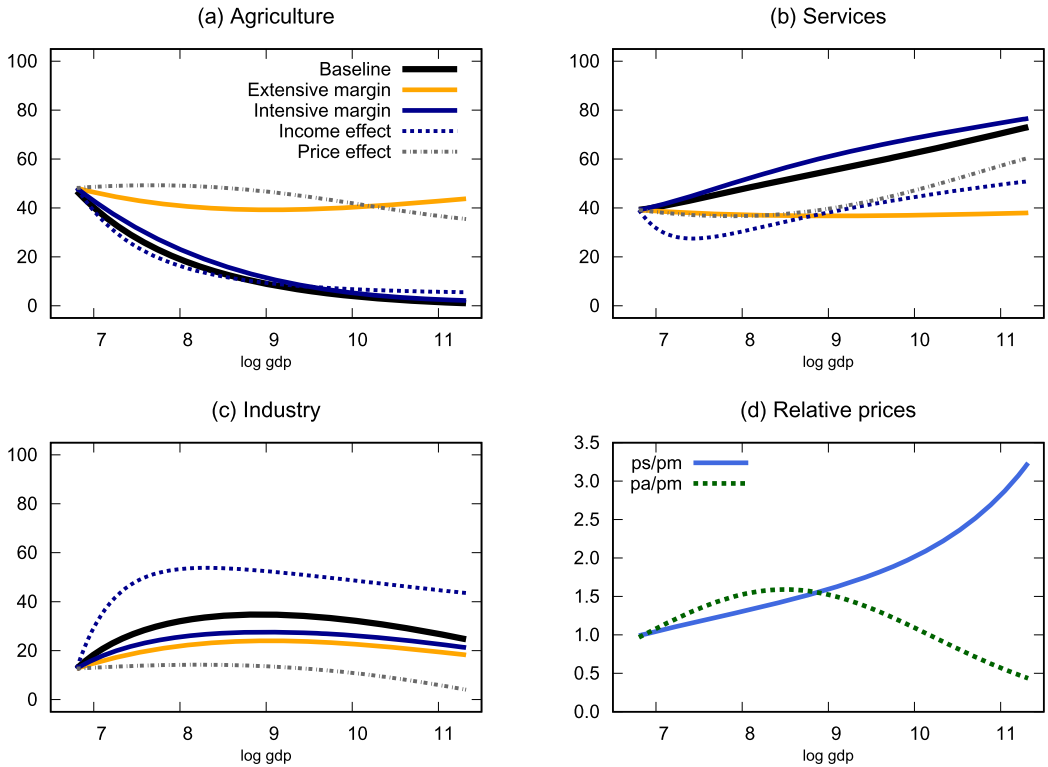 (a) Agriculture
100
80
60
40
20
0
Baseline
Extensive margin
Intensive margin
Income effect
Price effect
7 8 9 10 11
log gdp
(b) Services
100
80
60
40
20
0
7 8 9 10 11
log gdp
(c) Industry
100
80
60
40
20
0
7 8 9 10 11
log gdp
(d) Relative prices
3.5
3.0
2.5
2.0
1.5
1.0
0.5
0.0
ps/pm
pa/pm
7 8 9 10 11
log gdp